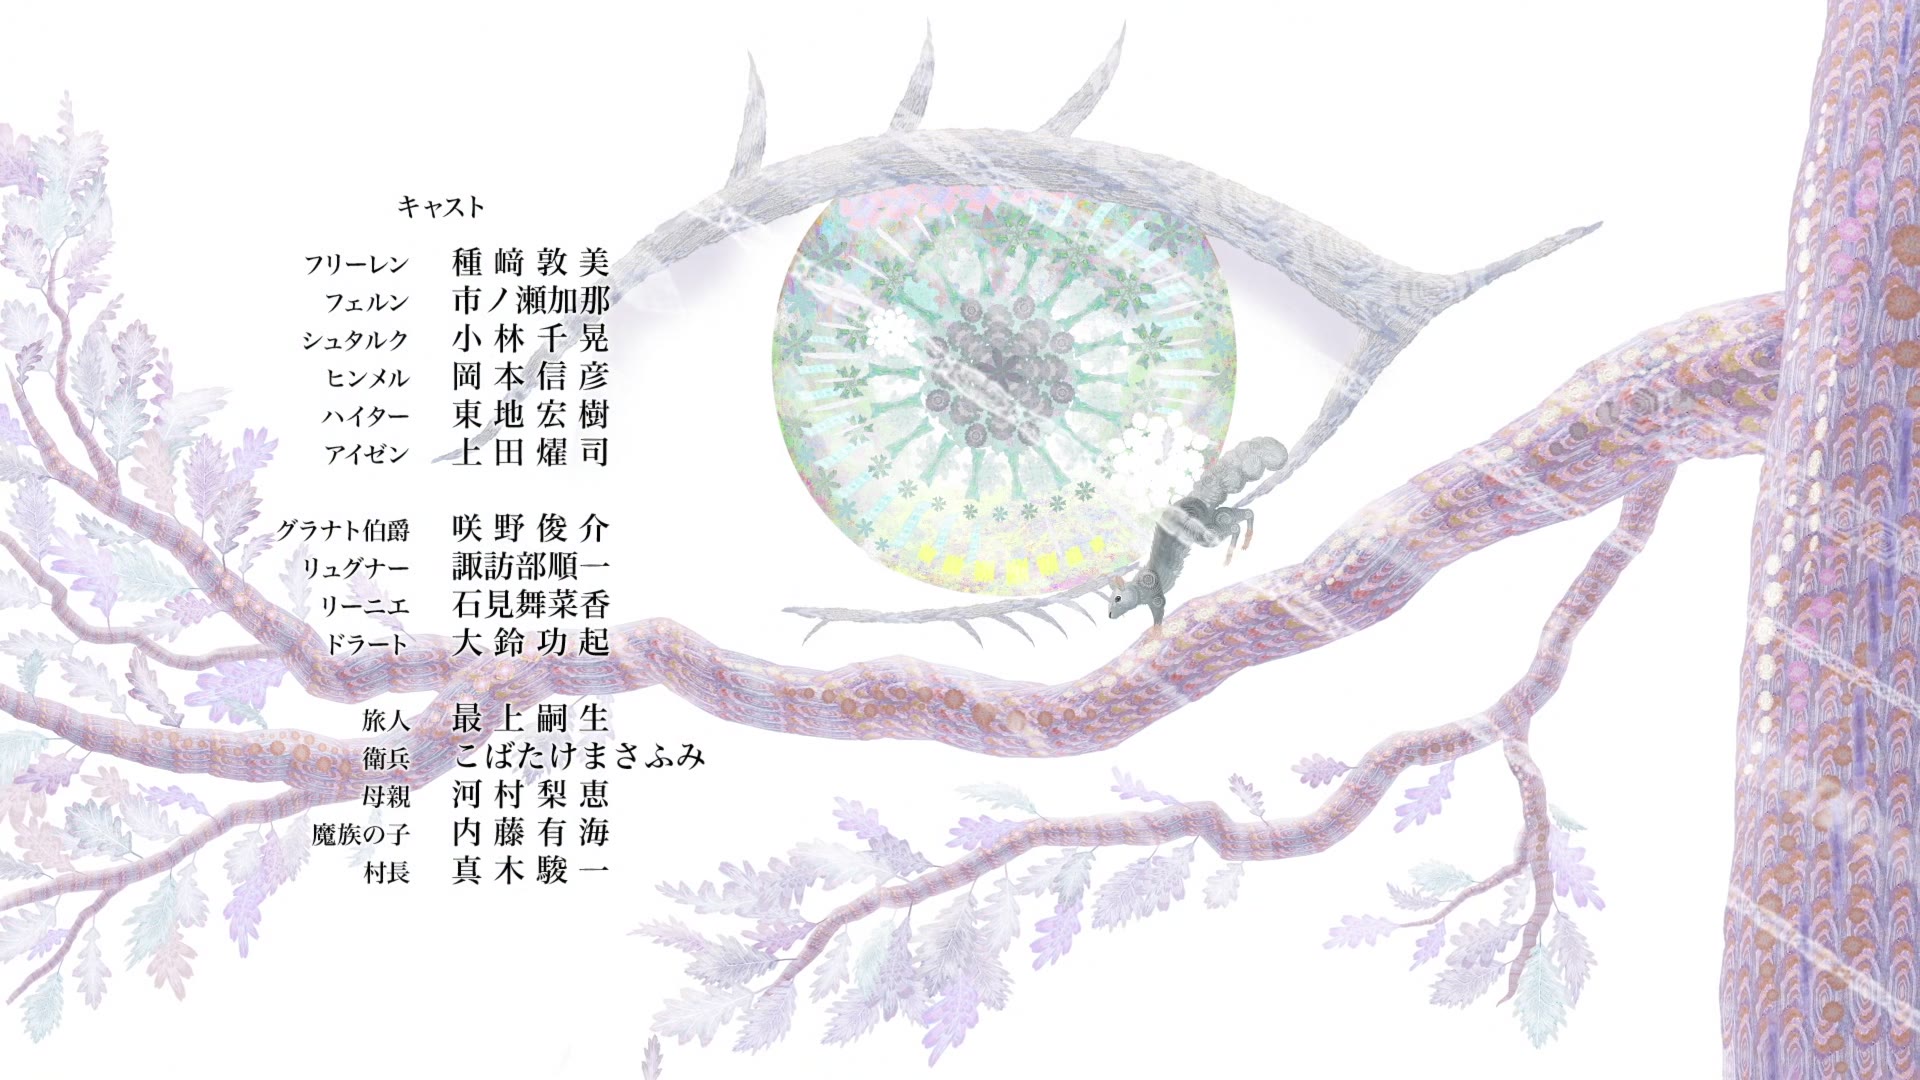 キャスト
フリーレン 種﨑敦美
フェルン 市ノ瀬加那
シュタルク 小林千晃
ヒンメル 岡本信彦
ハイター 東地宏樹
アイゼン 上田燿司
グラナト伯爵 咲野俊介
リュグナー 諏訪部順一
リーニエ 石見舞菜香
ドラート 大鈴功起
旅人 最上嗣生
衛兵 こばたけまさふみ
母親 河村梨恵
魔族の子 内藤有海
村長 真木駿一